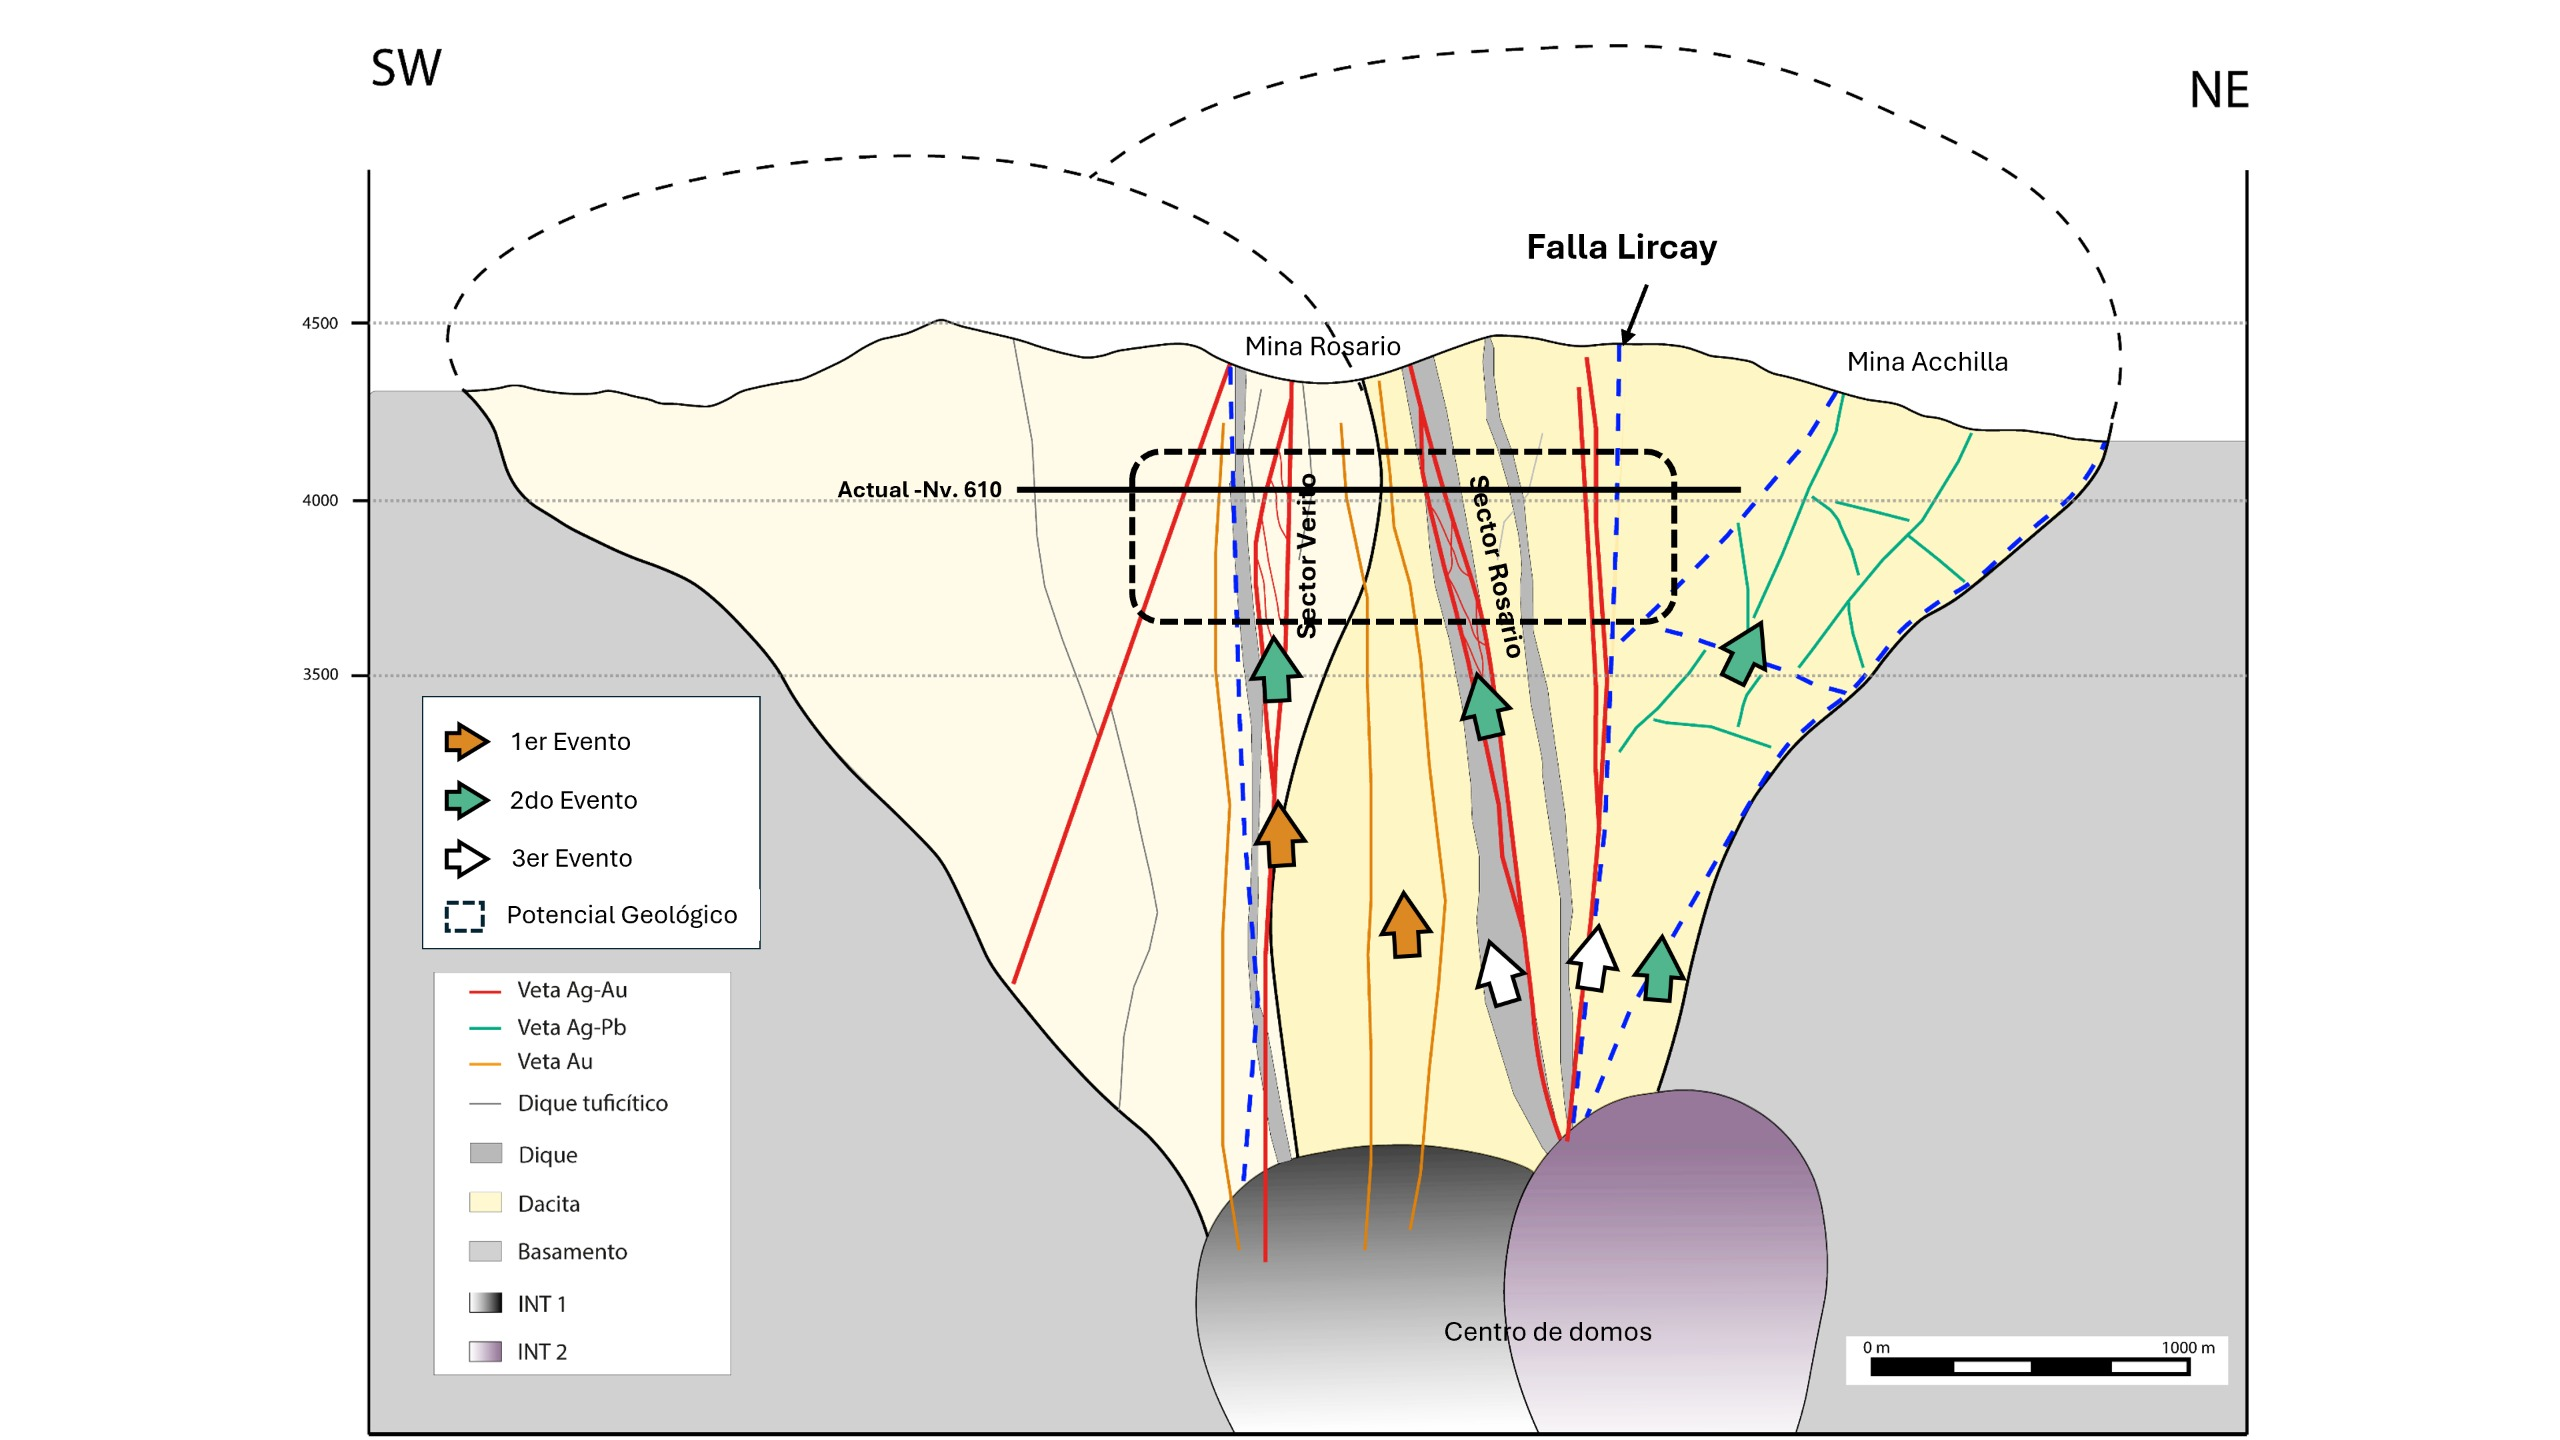 SW
NE
Falla Lircay
4500
Mina Rosario
Mina Acchilla
Actual -Nv. 610
4000
Sector Verito
Sector Rosario
3500
1er Evento
2do Evento
3er Evento
Potencial Geológico
Veta Ag-Au
Veta Ag-Pb
Veta Au
Dique tuficítico
Dique
Dacita
Basamento
INT 1
INT 2
Centro de domos
0 m
1000 m